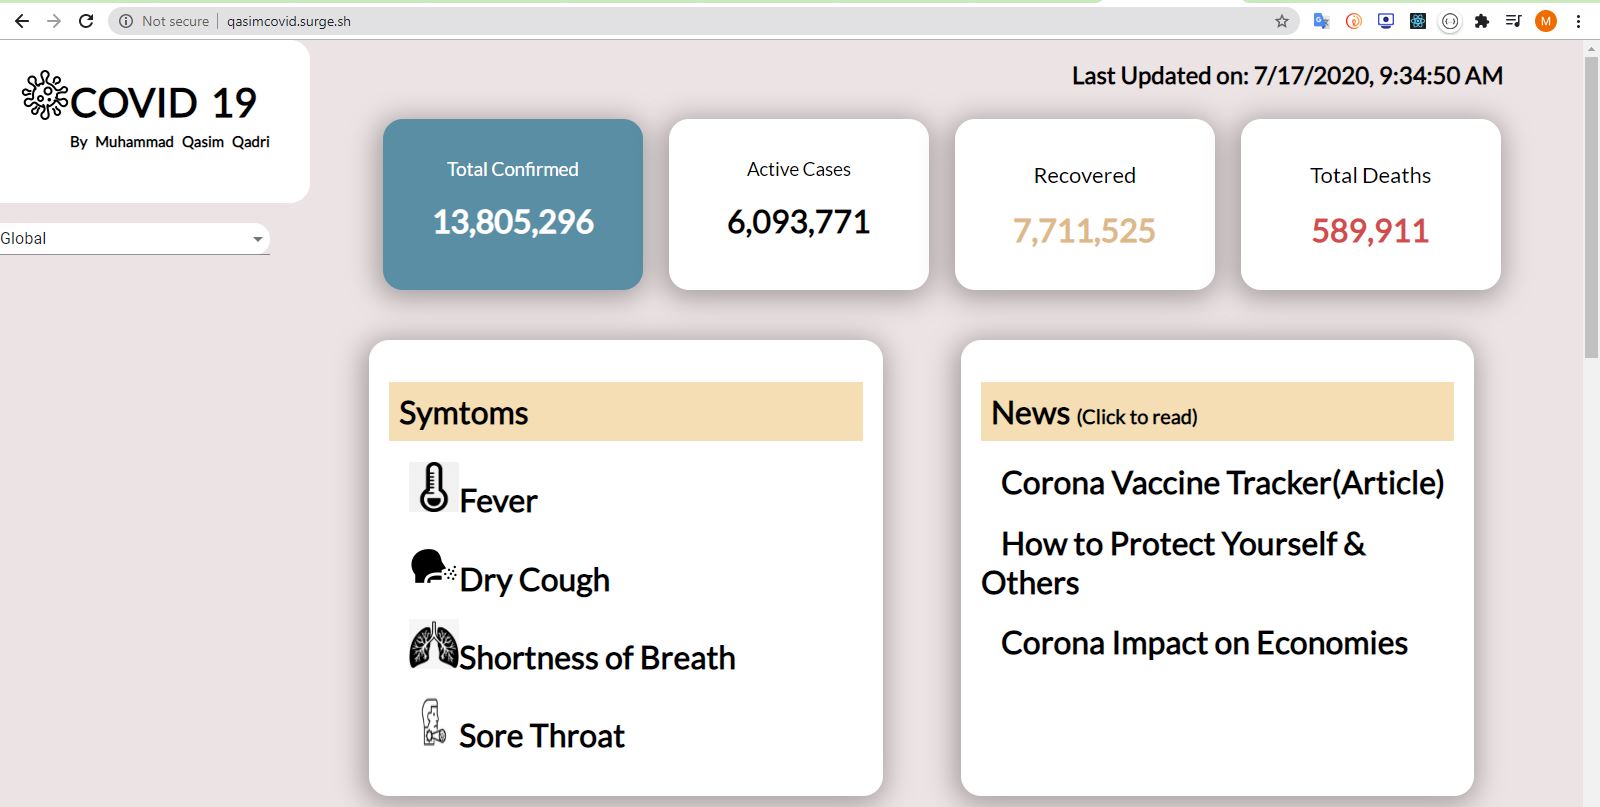 Not secure | qasimcovid.surge.sh
M
COVID 19
By Muhammad Qasim Qadri
Global
Last Updated on: 7/17/2020, 9:34:50 AM
Total Confirmed
13,805,296
Active Cases
6,093,771
Recovered
7,711,525
Total Deaths
589,911
Symtoms
Fever
Dry Cough
Shortness of Breath
Sore Throat
News (Click to read)
Corona Vaccine Tracker(Article)
How to Protect Yourself &
Others
Corona Impact on Economies